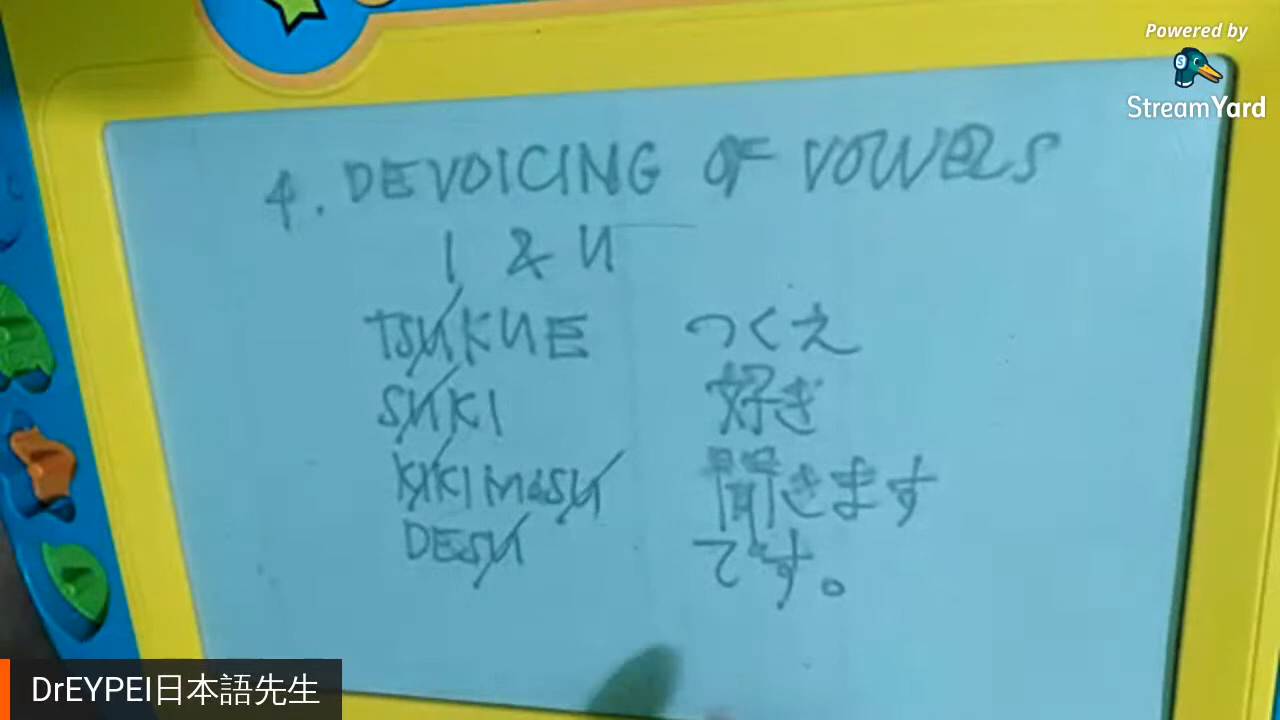 Powered by
StreamYard
4. DEVOICING OF VOWELS
I & U
TSUKUE つくえ
SUKI 好き
KIKIMASU 聞きます
DESU です。
DrEYPEI日本語先生